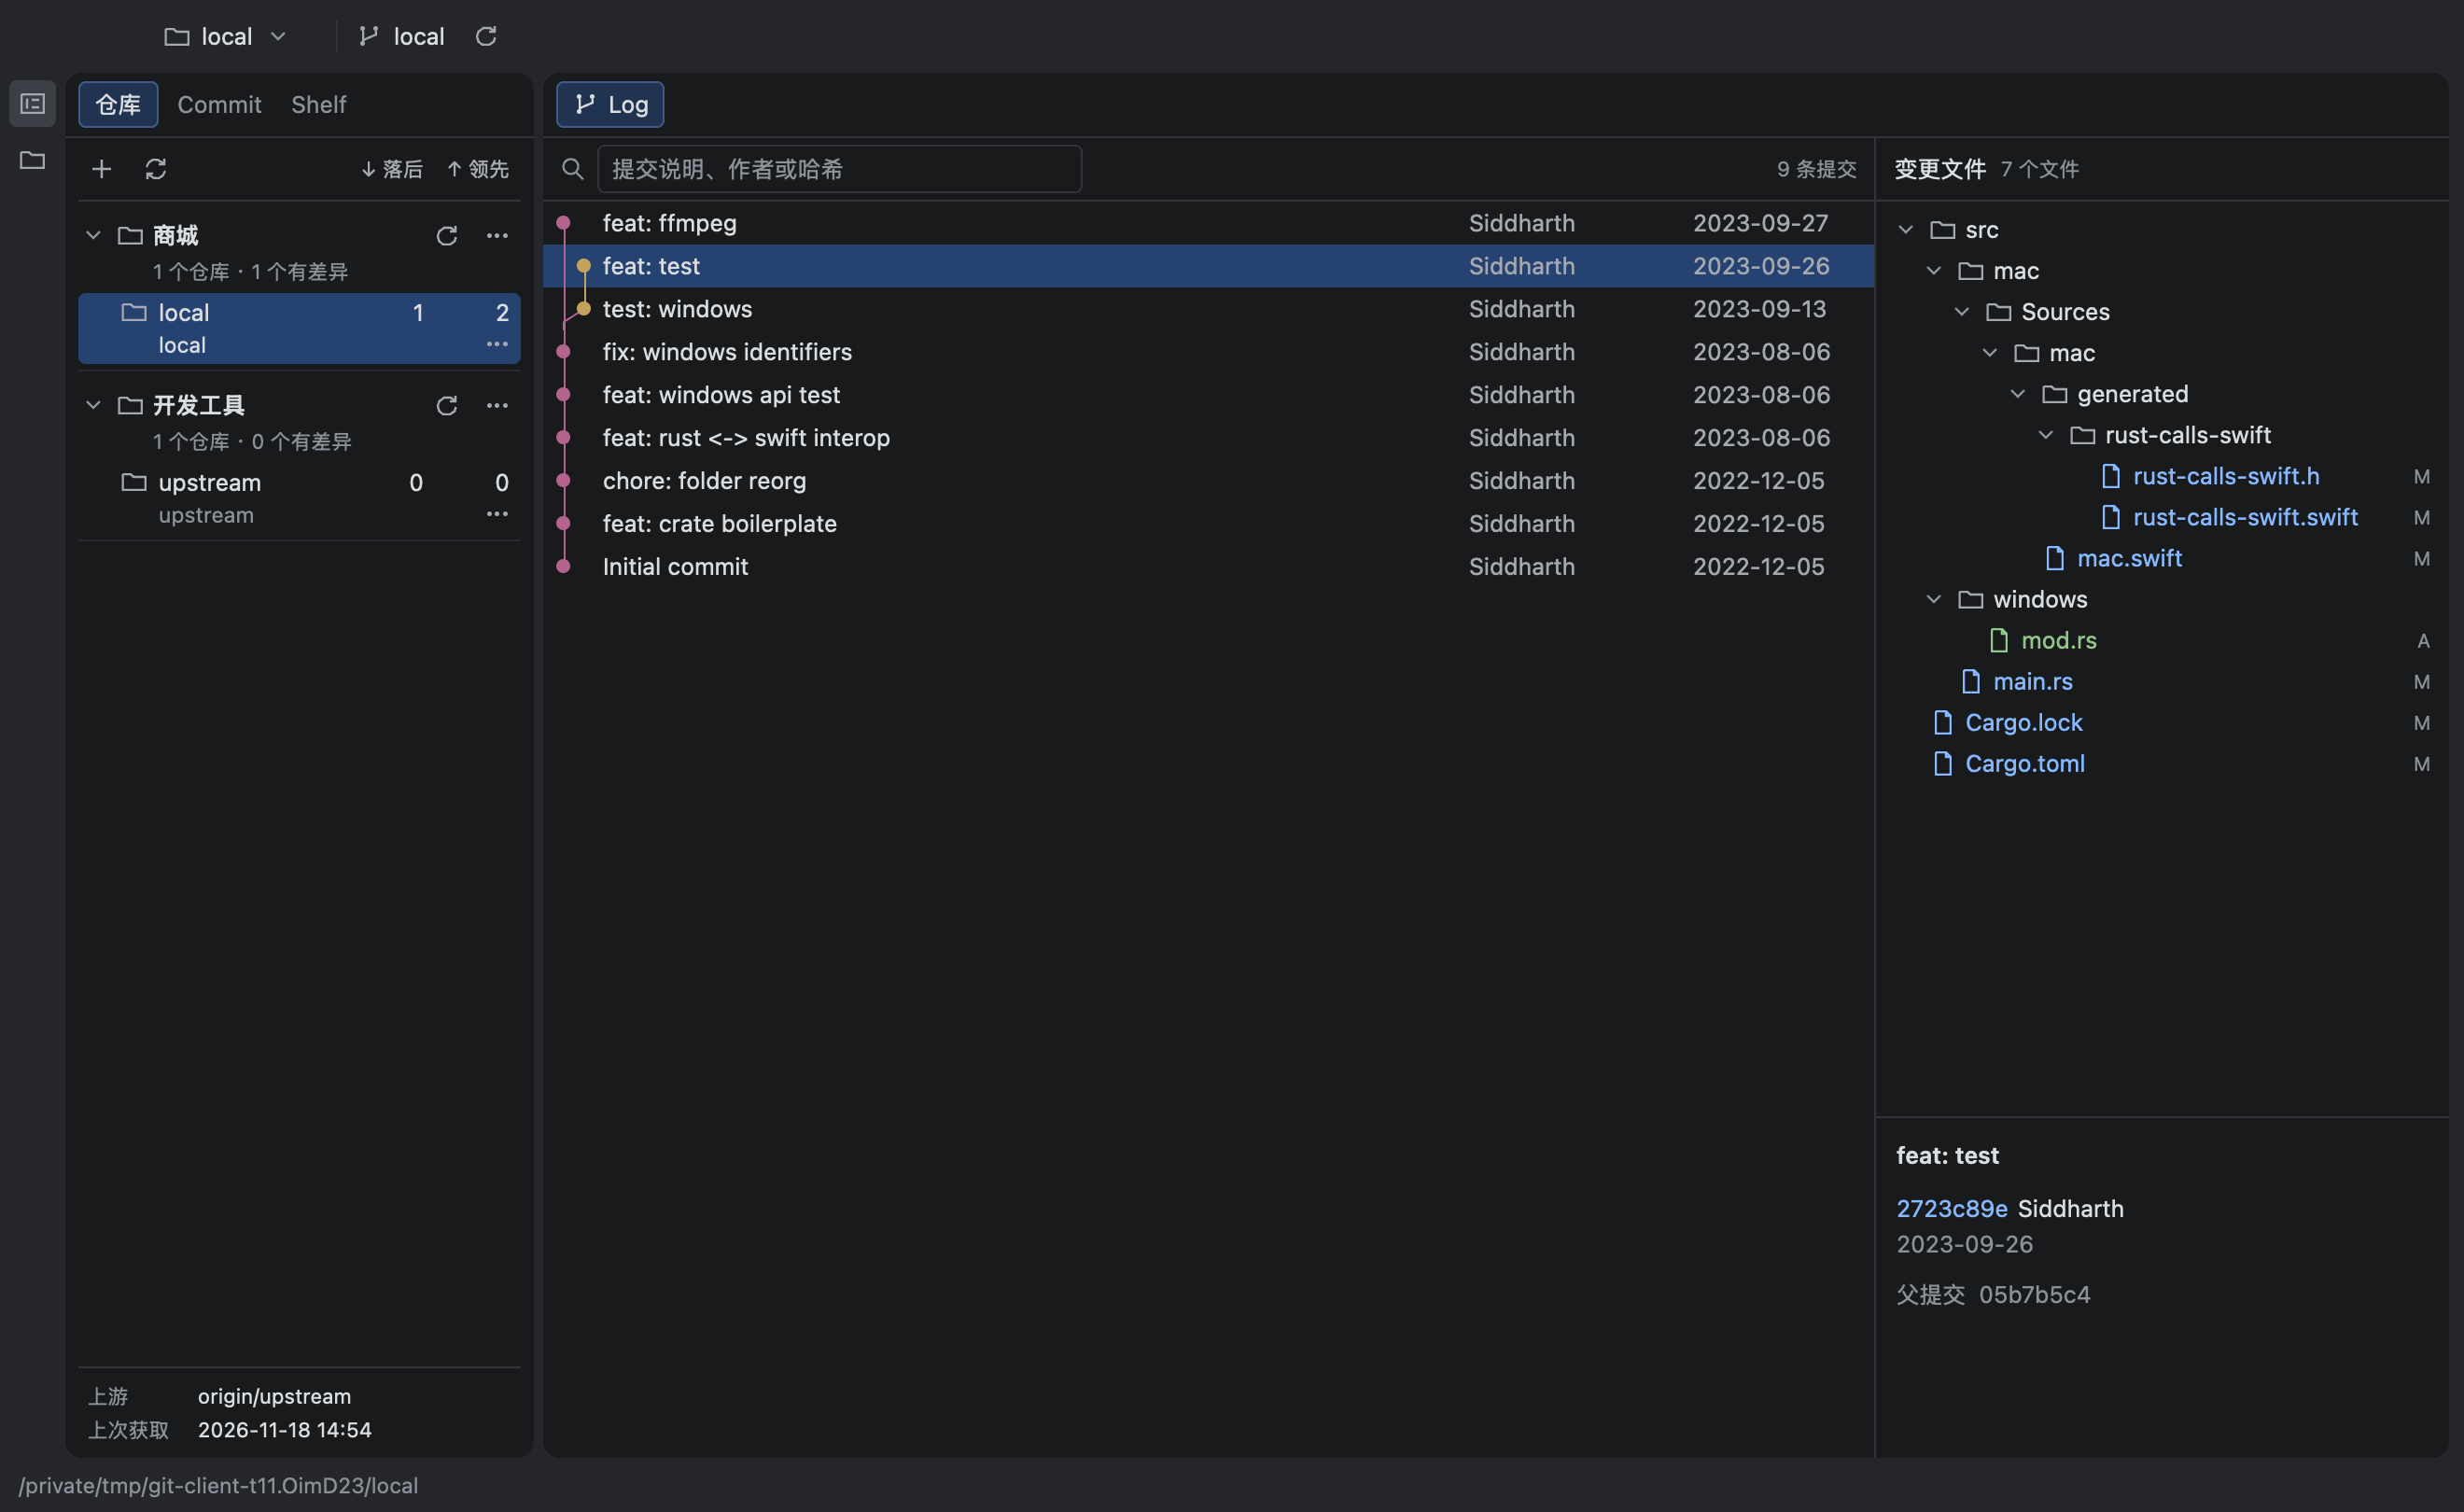 local
local
仓库 Commit Shelf
↓ 落后 ↑ 领先
商城
1 个仓库 · 1 个有差异
local 1 2
local
开发工具
1 个仓库 · 0 个有差异
upstream 0 0
upstream
上游 origin/upstream
上次获取 2026-11-18 14:54
Log
提交说明、作者或哈希
9 条提交
feat: ffmpeg Siddharth 2023-09-27
feat: test Siddharth 2023-09-26
test: windows Siddharth 2023-09-13
fix: windows identifiers Siddharth 2023-08-06
feat: windows api test Siddharth 2023-08-06
feat: rust <-> swift interop Siddharth 2023-08-06
chore: folder reorg Siddharth 2022-12-05
feat: crate boilerplate Siddharth 2022-12-05
Initial commit Siddharth 2022-12-05
变更文件 7 个文件
src
mac
Sources
mac
generated
rust-calls-swift
rust-calls-swift.h M
rust-calls-swift.swift M
mac.swift M
windows
mod.rs A
main.rs M
Cargo.lock M
Cargo.toml M
feat: test
2723c89e Siddharth
2023-09-26
父提交 05b7b5c4
/private/tmp/git-client-t11.OimD23/local